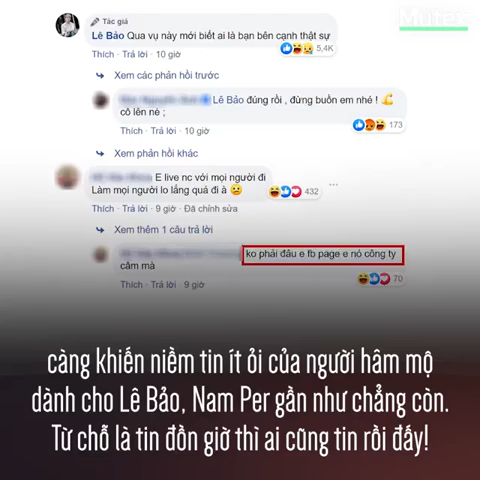 Mutex
Tác giả
Lê Bảo Qua vụ này mới biết ai là bạn bên cạnh thật sự
5,4K
Thích · Trả lời · 10 giờ
Xem các phản hồi trước
Lê Bảo đúng rồi , đừng buồn em nhé !
cố lên nè ;
173
Thích · Trả lời · 10 giờ
Xem phản hồi khác
E live nc với mọi người đi
Làm mọi người lo lắng quá đi à
432
Thích · Trả lời · 9 giờ · Đã chỉnh sửa
Xem thêm 1 câu trả lời
ko phải đâu e fb page e nó công ty
cầm mà
70
Thích · Trả lời · 9 giờ
càng khiến niềm tin ít ỏi của người hâm mộ
dành cho Lê Bảo, Nam Per gần như chẳng còn.
Từ chỗ là tin đồn giờ thì ai cũng tin rồi đấy!